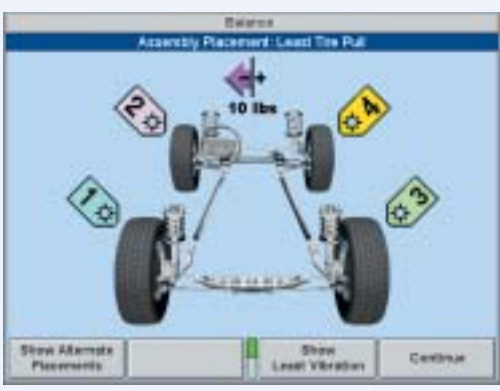 Balance
Assembly Placement: Least Tire Pull
- +
10 lbs
2
4
1
3
Show Alternate
Placements
Show
Least Vibration
Continue